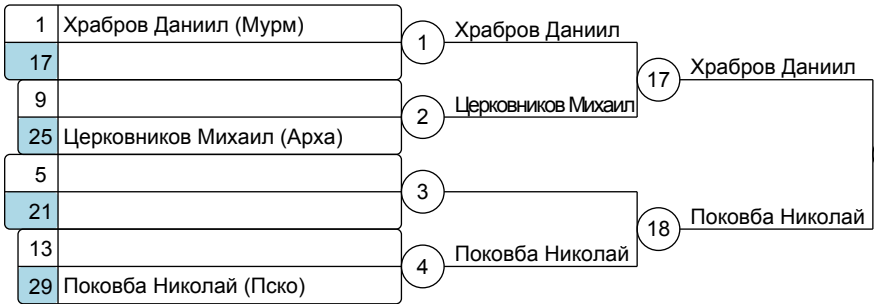 1 Храбров Даниил (Мурм)
17
9
25 Церковников Михаил (Арха)
5
21
13
29 Поковба Николай (Пско)
1 Храбров Даниил
2 Церковников Михаил
3
4 Поковба Николай
17 Храбров Даниил
18 Поковба Николай